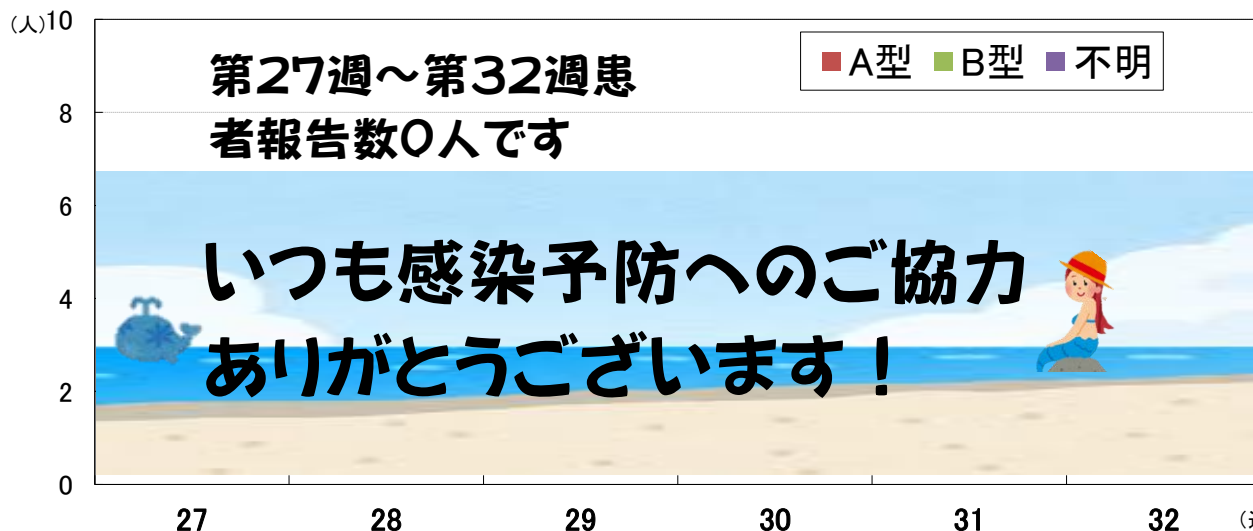 (人)
10
A型 B型 不明
第27週～第32週患
者報告数0人です
8
6
いつも感染予防へのご協力
4
ありがとうございます！
2
0
27 28 29 30 31 32